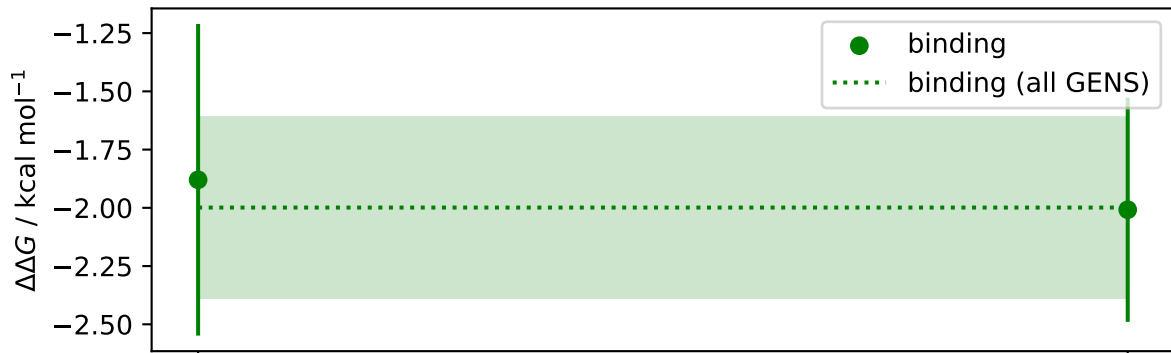 −1.25
−1.50
−1.75
−2.00
−2.25
−2.50
ΔΔG / kcal mol⁻¹
binding
binding (all GENS)